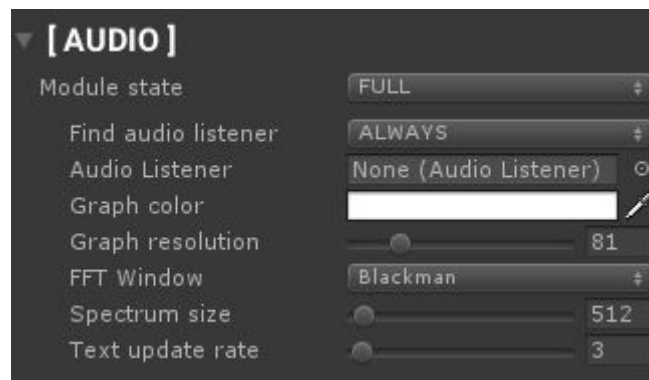 [ AUDIO ]
Module state FULL
Find audio listener ALWAYS
Audio Listener None (Audio Listener)
Graph color
Graph resolution 81
FFT Window Blackman
Spectrum size 512
Text update rate 3